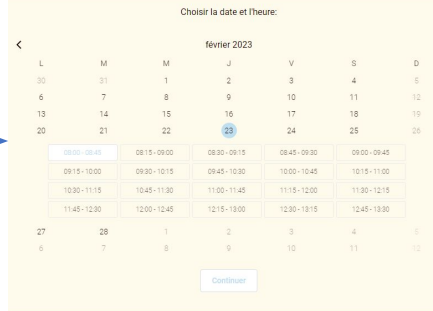 Choisir la date et l'heure:
février 2023
L M M J V S D
30 31 1 2 3 4 5
6 7 8 9 10 11 12
13 14 15 16 17 18 19
20 21 22 23 24 25 26
08:00 - 08:45 08:15 - 09:00 08:30 - 09:15 08:45 - 09:30 09:00 - 09:45
09:15 - 10:00 09:30 - 10:15 09:45 - 10:30 10:00 - 10:45 10:15 - 11:00
10:30 - 11:15 10:45 - 11:30 11:00 - 11:45 11:15 - 12:00 11:30 - 12:15
11:45 - 12:30 12:00 - 12:45 12:15 - 13:00 12:30 - 13:15 12:45 - 13:30
27 28 1 2 3 4 5
6 7 8 9 10 11 12
Continuer